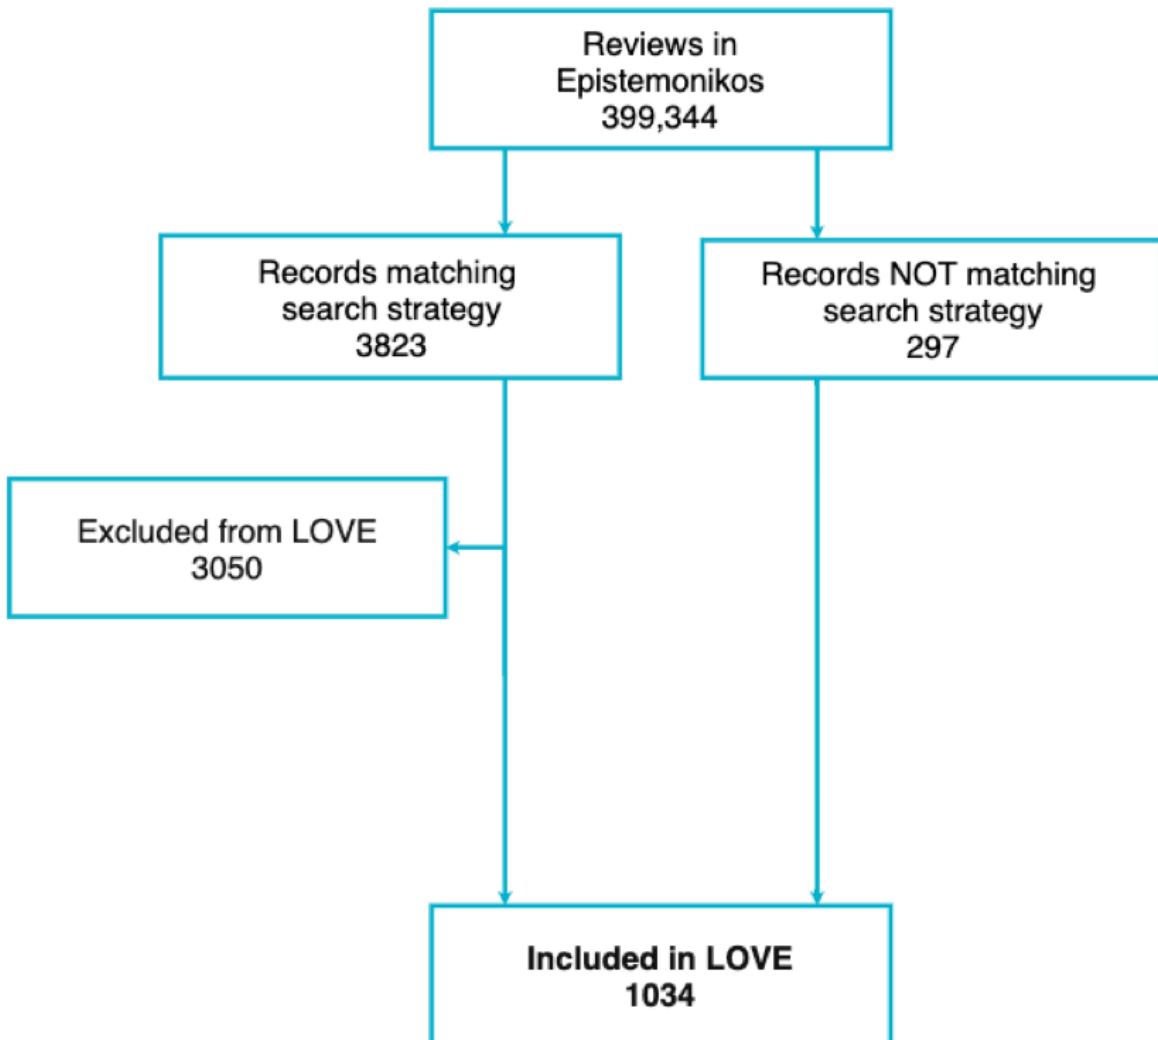 Reviews in
Epistemonikos
399,344
Records matching
search strategy
3823
Records NOT matching
search strategy
297
Excluded from LOVE
3050
Included in LOVE
1034